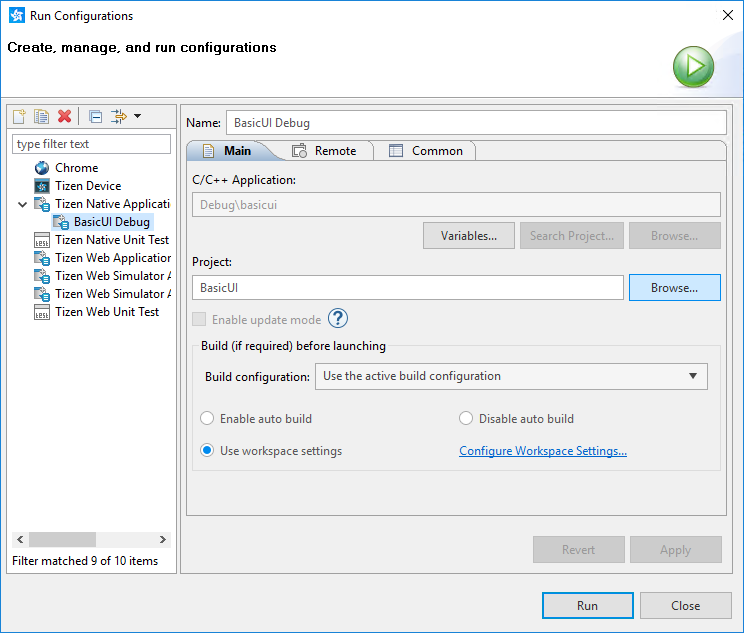 Run Configurations
Create, manage, and run configurations
type filter text
Chrome
Tizen Device
Tizen Native Applicati
BasicUI Debug
Tizen Native Unit Test
Tizen Web Application
Tizen Web Simulator A
Tizen Web Simulator A
Tizen Web Unit Test
Filter matched 9 of 10 items
Name: BasicUI Debug
Main Remote Common
C/C++ Application:
Debug\basicui
Variables... Search Project... Browse...
Project:
BasicUI Browse...
Enable update mode ?
Build (if required) before launching
Build configuration: Use the active build configuration
Enable auto build Disable auto build
Use workspace settings Configure Workspace Settings...
Revert Apply
Run Close